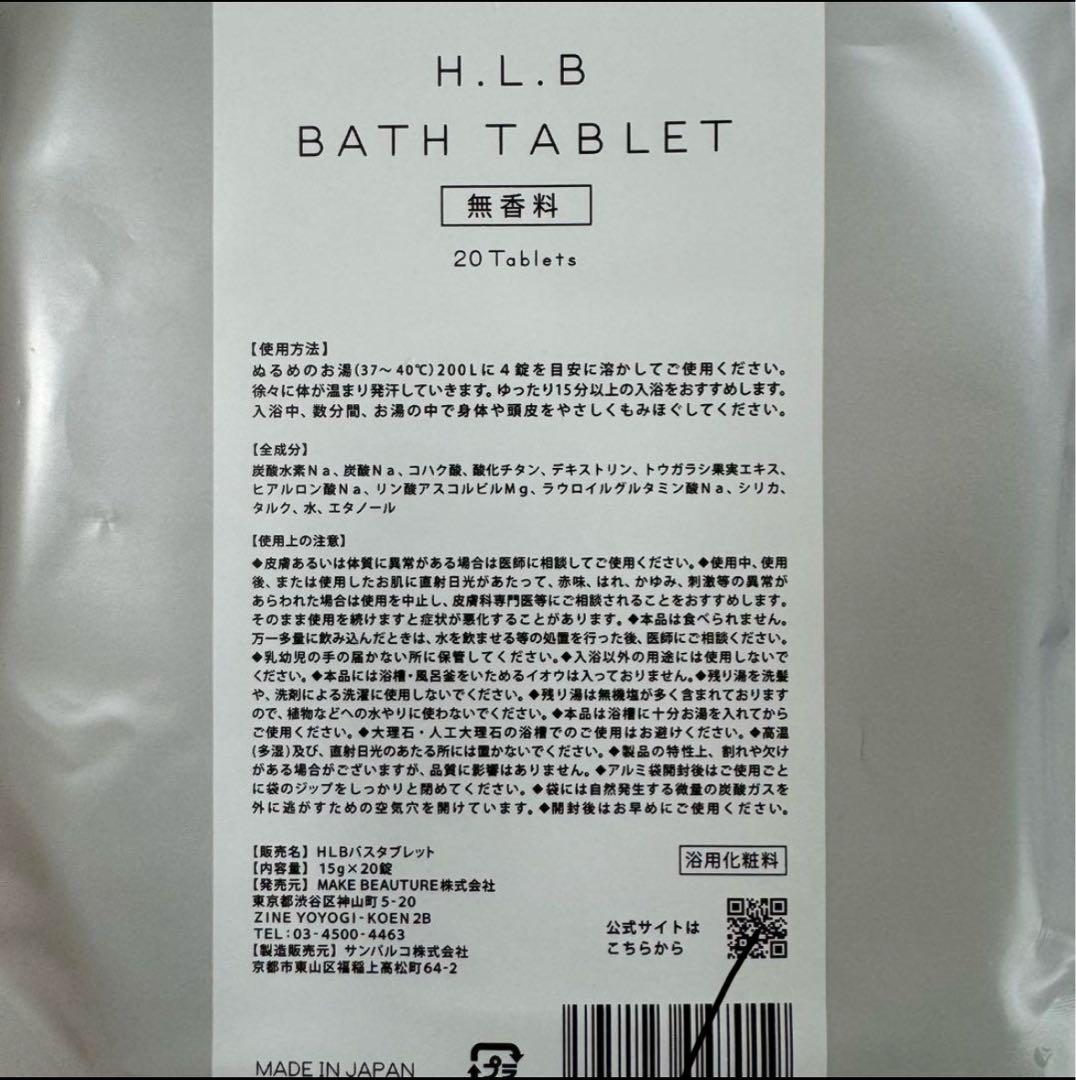 H.L.B
BATH TABLET
無香料
20 Tablets
【使用方法】
ぬるめのお湯(37〜40℃)200Lに4錠を目安に溶かしてご使用ください。
徐々に体が温まり発汗していきます。ゆったり15分以上の入浴をおすすめします。
入浴中、数分間、お湯の中で身体や頭皮をやさしくもみほぐしてください。
【全成分】
炭酸水素Na、炭酸Na、コハク酸、酸化チタン、デキストリン、トウガラシ果実エキス、
ヒアルロン酸Na、リン酸アスコルビルMg、ラウロイルグルタミン酸Na、シリカ、
タルク、水、エタノール
【使用上の注意】
◆皮膚あるいは体質に異常がある場合は医師に相談してご使用ください。◆使用中、使用
後、または使用したお肌に直射日光があたって、赤味、はれ、かゆみ、刺激等の異常が
あらわれた場合は使用を中止し、皮膚科専門医等にご相談されることをおすすめします。
そのまま使用を続けますと症状が悪化することがあります。◆本品は食べられません。
万一多量に飲み込んだときは、水を飲ませる等の処置を行った後、医師にご相談ください。
◆乳幼児の手の届かない所に保管してください。◆入浴以外の用途には使用しないで
ください。◆本品には浴槽・風呂釜をいためるイオウは入っておりません。◆残り湯を洗髪
や、洗剤による洗濯に使用しないでください。◆残り湯は無機塩が多く含まれております
ので、植物などへの水やりに使わないでください。◆本品は浴槽に十分お湯を入れてから
ご使用ください。◆大理石・人工大理石の浴槽でのご使用はお避けください。◆高温
(多湿)及び、直射日光のあたる所には置かないでください。◆製品の特性上、割れや欠け
がある場合がございますが、品質に影響はありません。◆アルミ袋開封後はご使用ごと
に袋のジップをしっかりと閉めてください。◆袋には自然発生する微量の炭酸ガスを
外に逃がすための空気穴を開けています。◆開封後はお早めにご使用ください。
【販売名】HLBバスタブレット
【内容量】15g×20錠
【発売元】MAKE BEAUTURE株式会社
東京都渋谷区神山町5-20
ZINE YOYOGI-KOEN 2B
TEL:03-4500-4463
【製造販売元】サンパルコ株式会社
京都市東山区福稲上高松町64-2
浴用化粧料
公式サイトは
こちらから
MADE IN JAPAN
プラ